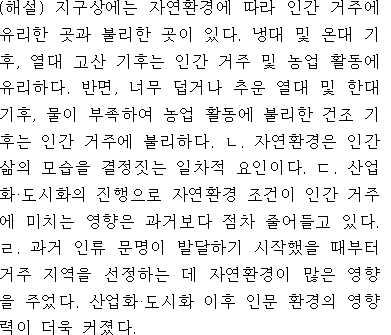 (해설) 지구상에는 자연환경에 따라 인간 거주에
유리한 곳과 불리한 곳이 있다. 냉대 및 온대 기
후, 열대 고산 기후는 인간 거주 및 농업 활동에
유리하다. 반면, 너무 덥거나 추운 열대 및 한대
기후, 물이 부족하여 농업 활동에 불리한 건조 기
후는 인간 거주에 불리하다. ㄴ. 자연환경은 인간
삶의 모습을 결정짓는 일차적 요인이다. ㄷ. 산업
화·도시화의 진행으로 자연환경 조건이 인간 거주
에 미치는 영향은 과거보다 점차 줄어들고 있다.
ㄹ. 과거 인류 문명이 발달하기 시작했을 때부터
거주 지역을 선정하는 데 자연환경이 많은 영향
을 주었다. 산업화·도시화 이후 인문 환경의 영향
력이 더욱 커졌다.